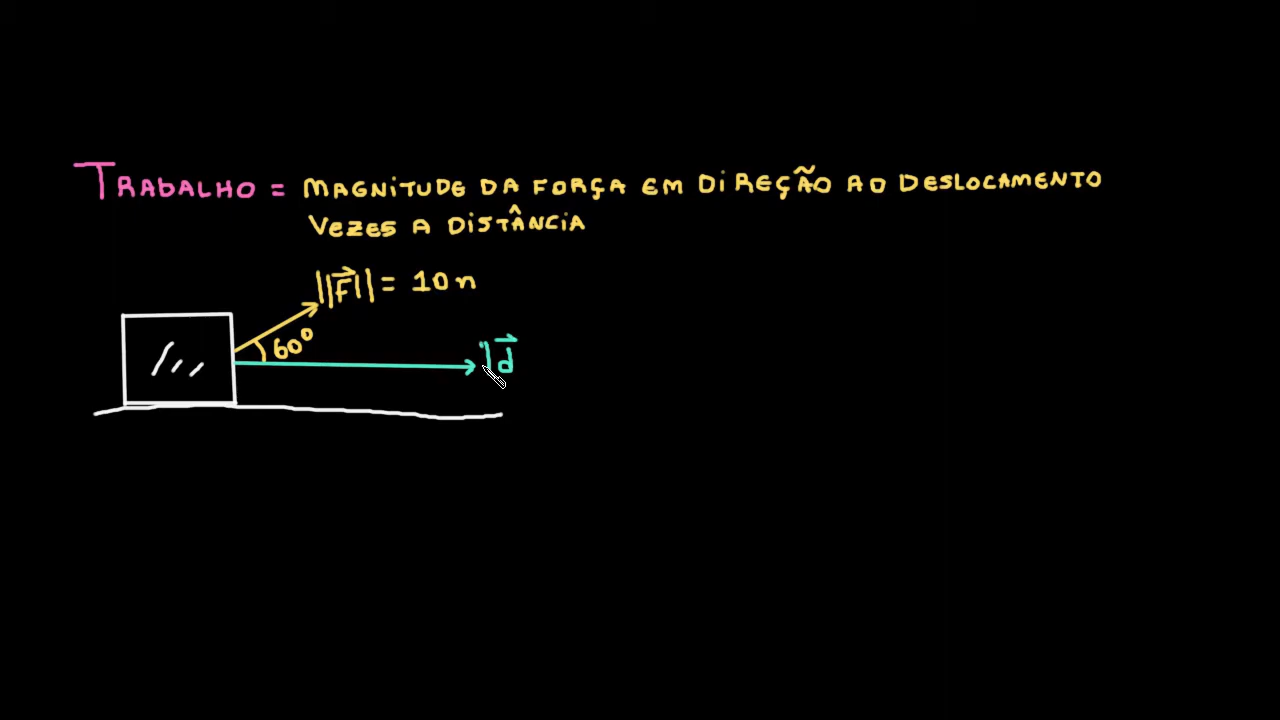 TRABALHO = MAGNITUDE DA FORÇA EM DIREÇÃO AO DESLOCAMENTO
VEZES A DISTÂNCIA
||F⃗|| = 10 n
60°
||d⃗